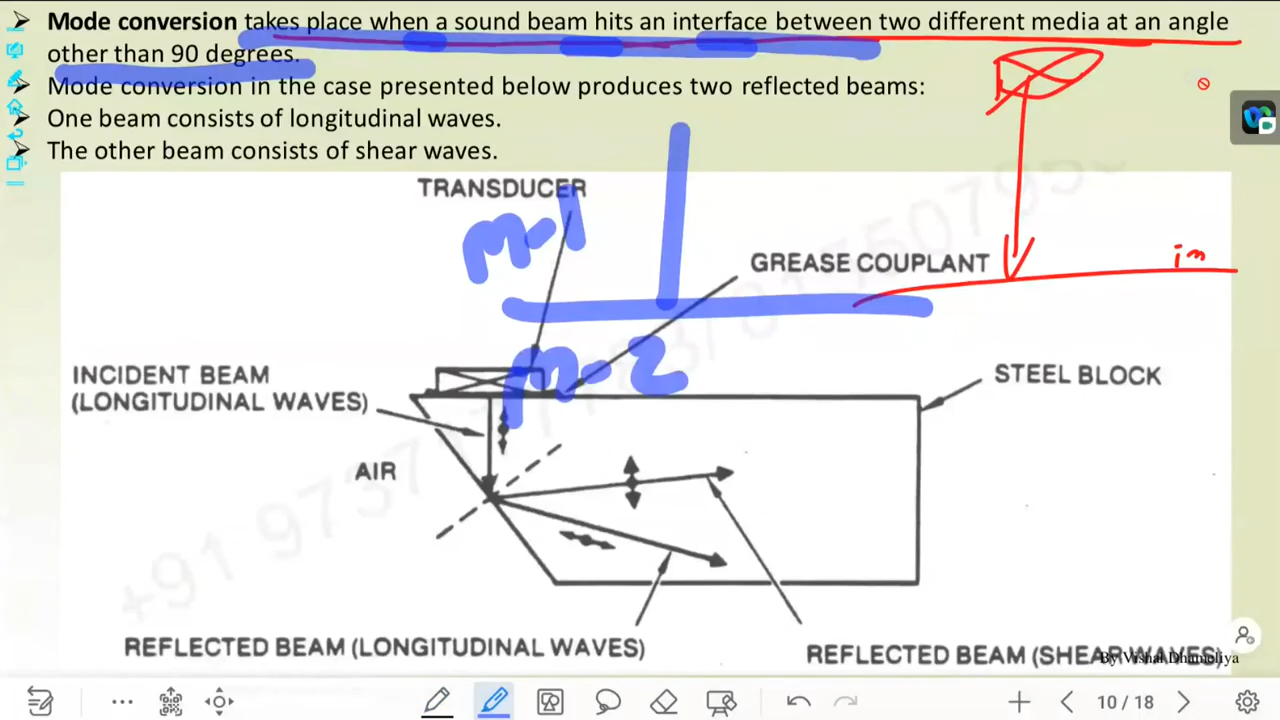 Mode conversion takes place when a sound beam hits an interface between two different media at an angle
other than 90 degrees.
Mode conversion in the case presented below produces two reflected beams:
One beam consists of longitudinal waves.
The other beam consists of shear waves.
TRANSDUCER
m-1
GREASE COUPLANT
in
m-2
INCIDENT BEAM
(LONGITUDINAL WAVES)
STEEL BLOCK
AIR
REFLECTED BEAM (LONGITUDINAL WAVES)
REFLECTED BEAM (SHEAR WAVES)
By Vishal Dhameliya
10 / 18